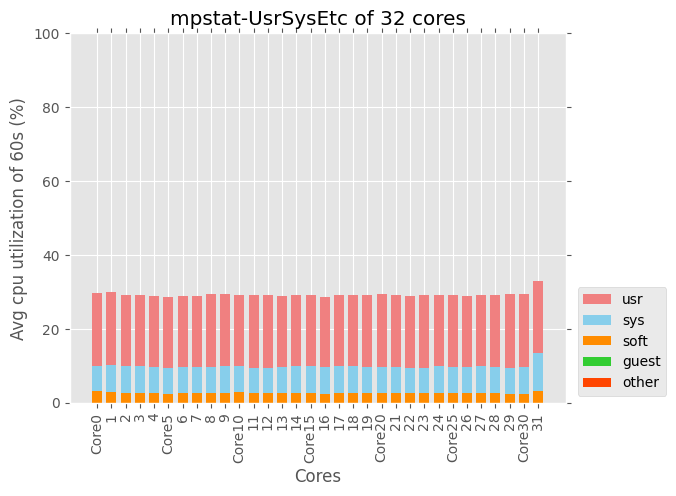 mpstat-UsrSysEtc of 32 cores
100
80
60
40
20
0
Avg cpu utilization of 60s (%)
Core0
1
2
3
4
Core5
6
7
8
9
Core10
11
12
13
14
Core15
16
17
18
19
Core20
21
22
23
24
Core25
26
27
28
29
Core30
31
Cores
usr
sys
soft
guest
other